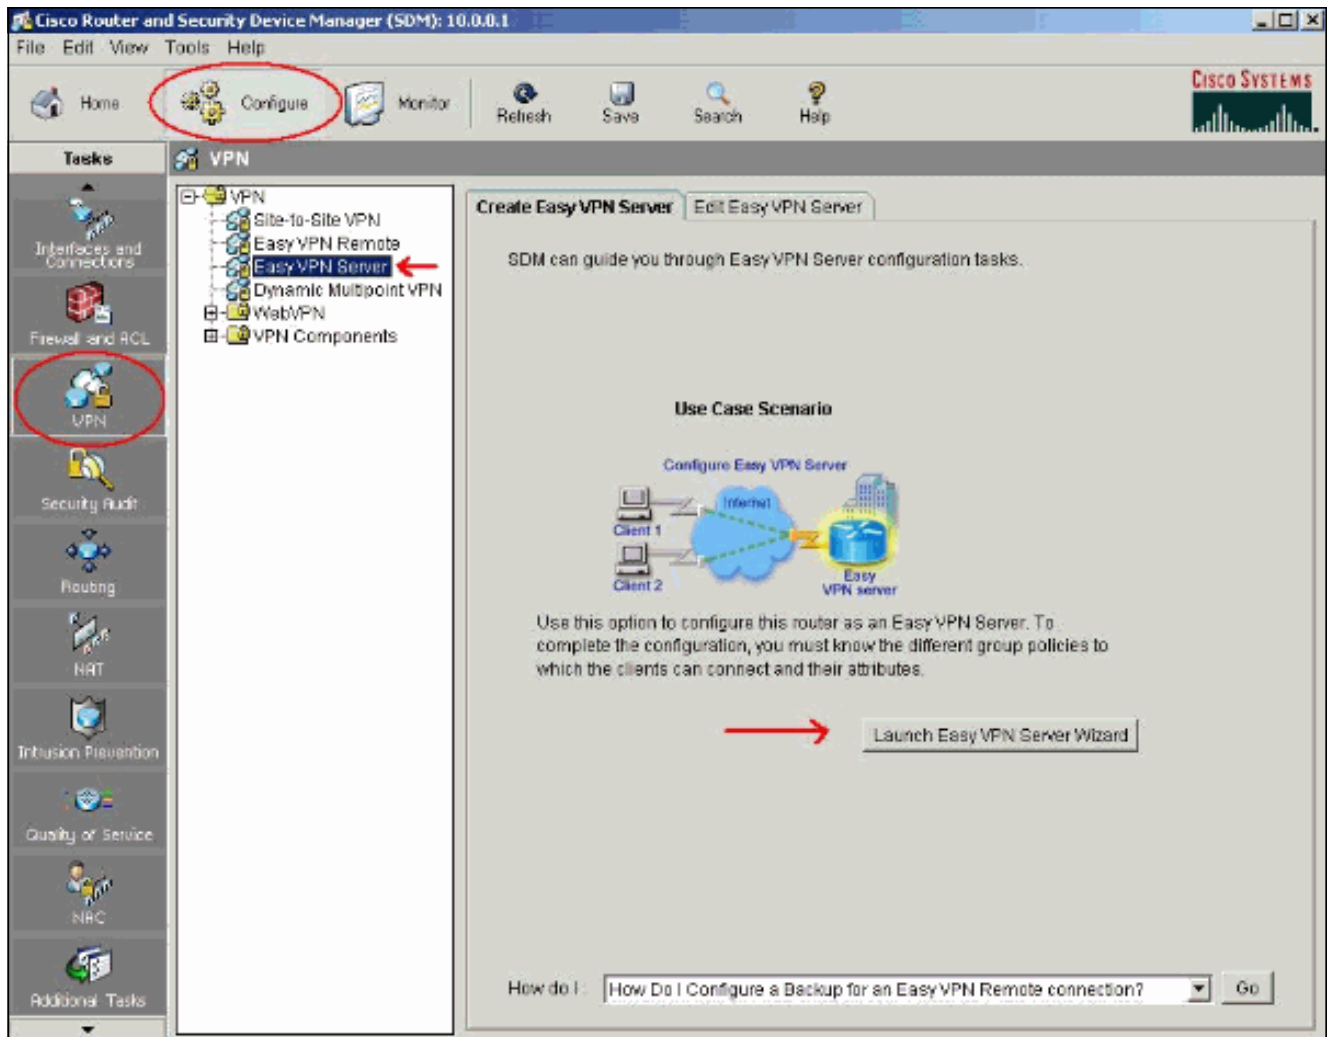 Cisco Router and Security Device Manager (SDM): 10.0.0.1
File Edit View Tools Help
Home Configure Monitor Refresh Save Search Help
CISCO SYSTEMS
Tasks
VPN
Interfaces and
Connections
Firewall and ACL
VPN
Security Audit
Routing
NAT
Intrusion Prevention
Quality of Service
NAC
Additional Tasks
VPN
Site-to-Site VPN
Easy VPN Remote
Easy VPN Server
Dynamic Multipoint VPN
WebVPN
VPN Components
Create Easy VPN Server Edit Easy VPN Server
SDM can guide you through Easy VPN Server configuration tasks.
Use Case Scenario
Configure Easy VPN Server
Internet
Client 1
Client 2
Easy
VPN server
Use this option to configure this router as an Easy VPN Server. To
complete the configuration, you must know the different group policies to
which the clients can connect and their attributes.
Launch Easy VPN Server Wizard
How do I: How Do I Configure a Backup for an Easy VPN Remote connection? Go